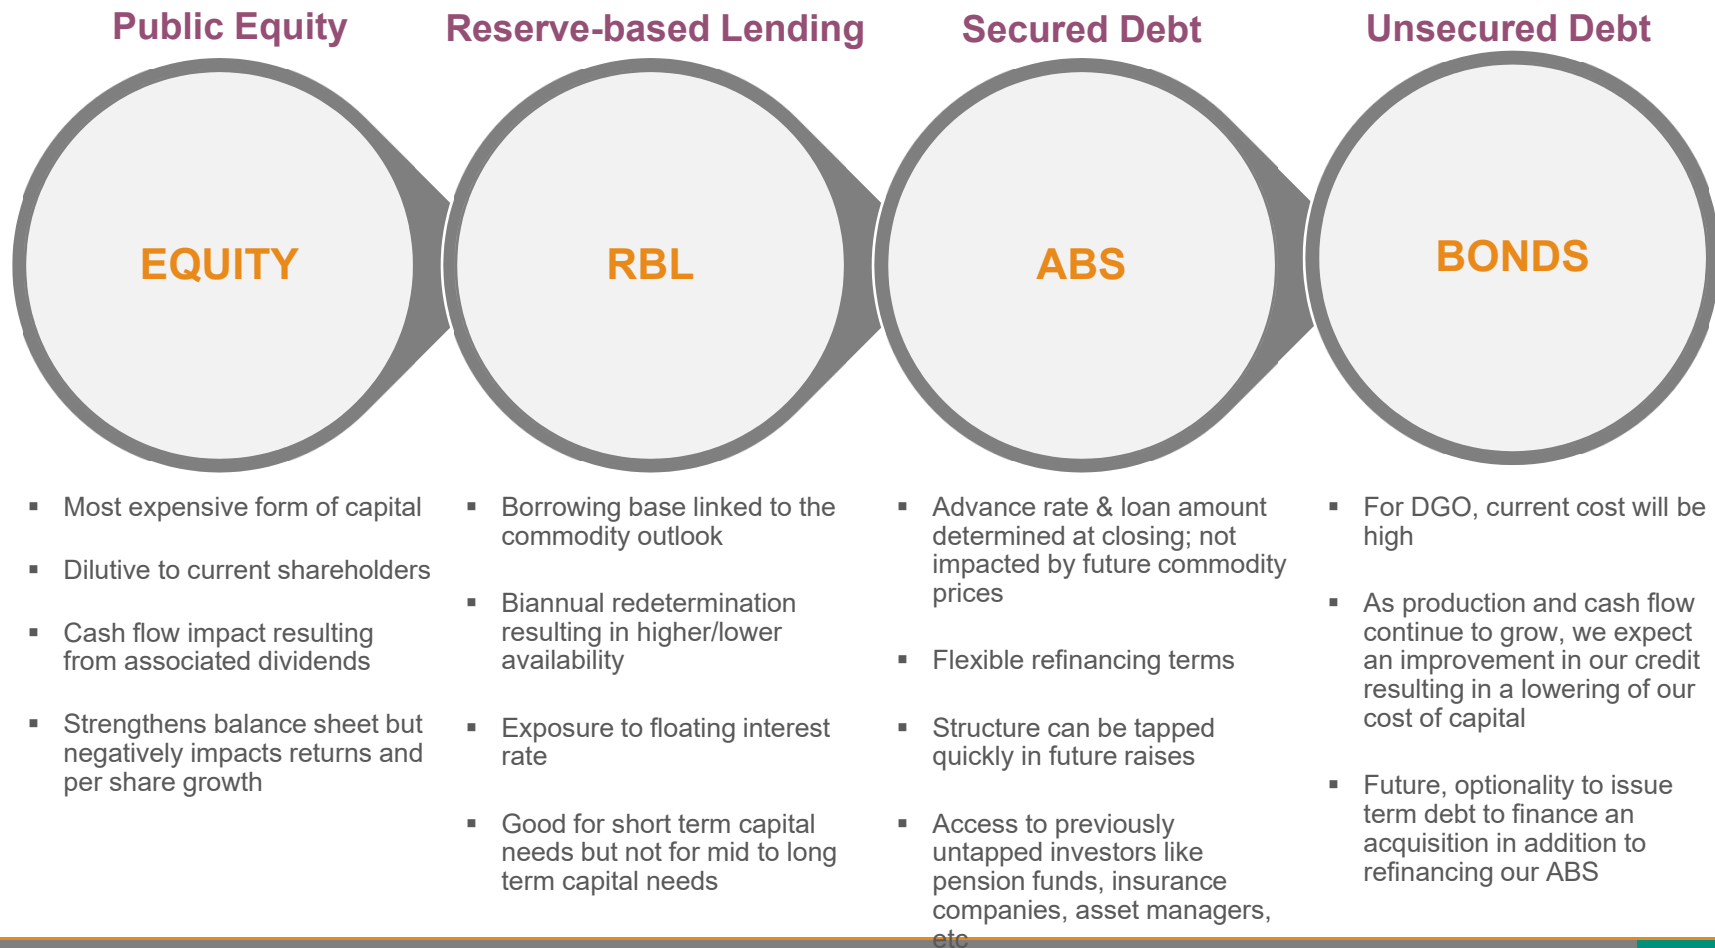 Public Equity
Reserve-based Lending
Secured Debt
Unsecured Debt
EQUITY
RBL
ABS
BONDS
▪ Most expensive form of capital
▪ Dilutive to current shareholders
▪ Cash flow impact resulting
from associated dividends
▪ Strengthens balance sheet but
negatively impacts returns and
per share growth
▪ Borrowing base linked to the
commodity outlook
▪ Biannual redetermination
resulting in higher/lower
availability
▪ Exposure to floating interest
rate
▪ Good for short term capital
needs but not for mid to long
term capital needs
▪ Advance rate & loan amount
determined at closing; not
impacted by future commodity
prices
▪ Flexible refinancing terms
▪ Structure can be tapped
quickly in future raises
▪ Access to previously
untapped investors like
pension funds, insurance
companies, asset managers,
etc
▪ For DGO, current cost will be
high
▪ As production and cash flow
continue to grow, we expect
an improvement in our credit
resulting in a lowering of our
cost of capital
▪ Future, optionality to issue
term debt to finance an
acquisition in addition to
refinancing our ABS